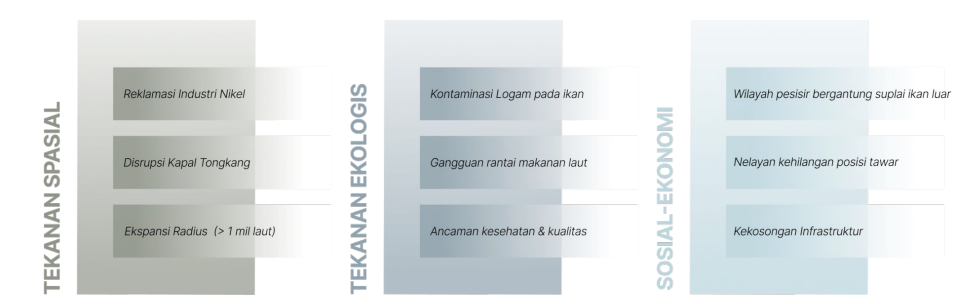 TEKANAN SPASIAL
Reklamasi Industri Nikel
Disrupsi Kapal Tongkang
Ekspansi Radius (> 1 mil laut)
TEKANAN EKOLOGIS
Kontaminasi Logam pada ikan
Gangguan rantai makanan laut
Ancaman kesehatan & kualitas
SOSIAL-EKONOMI
Wilayah pesisir bergantung suplai ikan luar
Nelayan kehilangan posisi tawar
Kekosongan Infrastruktur